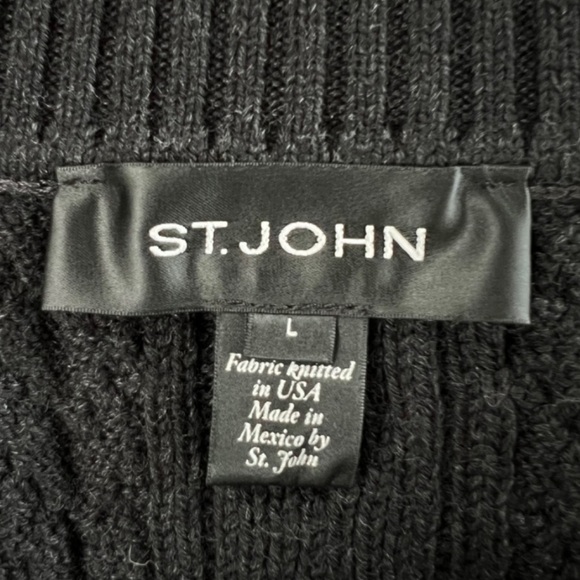 ST. JOHN
L
Fabric knitted
in USA
Made in
Mexico by
St. John